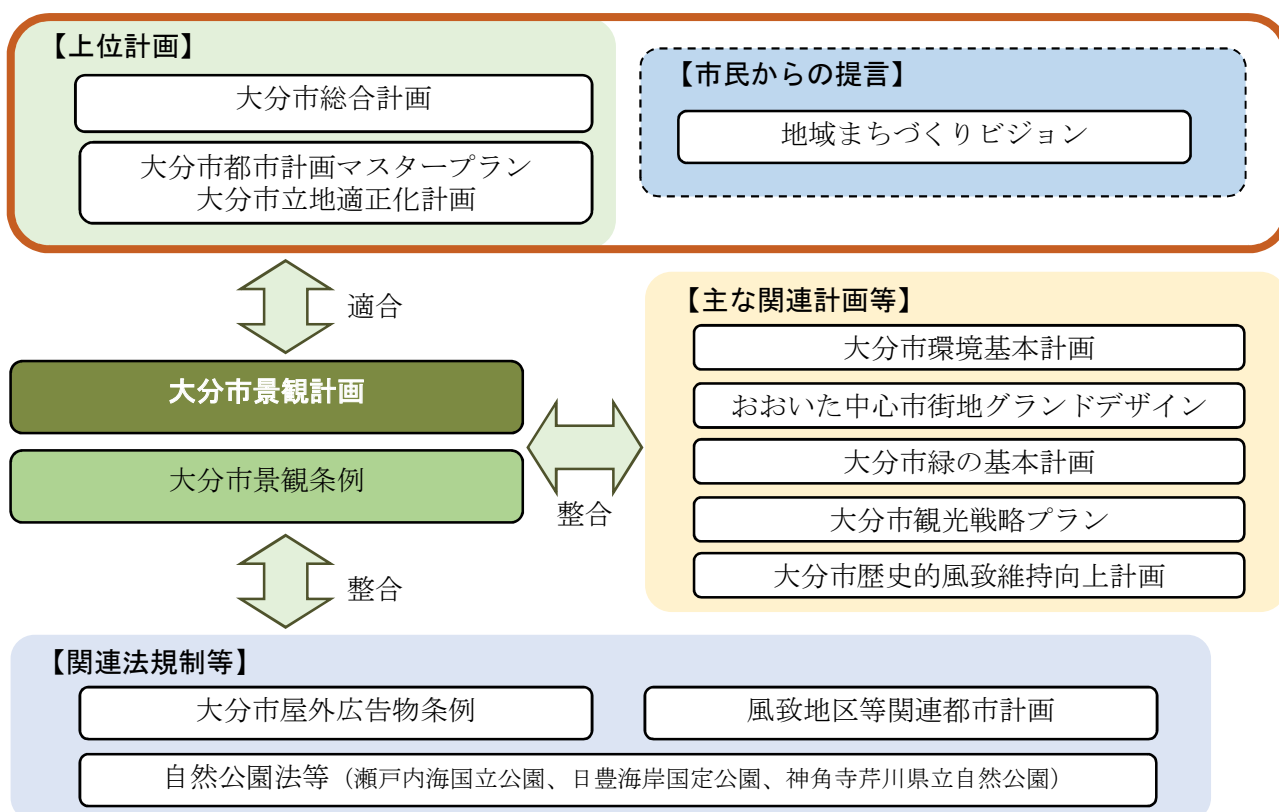 【上位計画】
大分市総合計画
大分市都市計画マスタープラン
大分市立地適正化計画
【市民からの提言】
地域まちづくりビジョン
適合
大分市景観計画
大分市景観条例
整合
【主な関連計画等】
大分市環境基本計画
おおいた中心市街地グランドデザイン
大分市緑の基本計画
大分市観光戦略プラン
大分市歴史的風致維持向上計画
整合
【関連法規制等】
大分市屋外広告物条例
風致地区等関連都市計画
自然公園法等（瀬戸内海国立公園、日豊海岸国定公園、神角寺芹川県立自然公園）